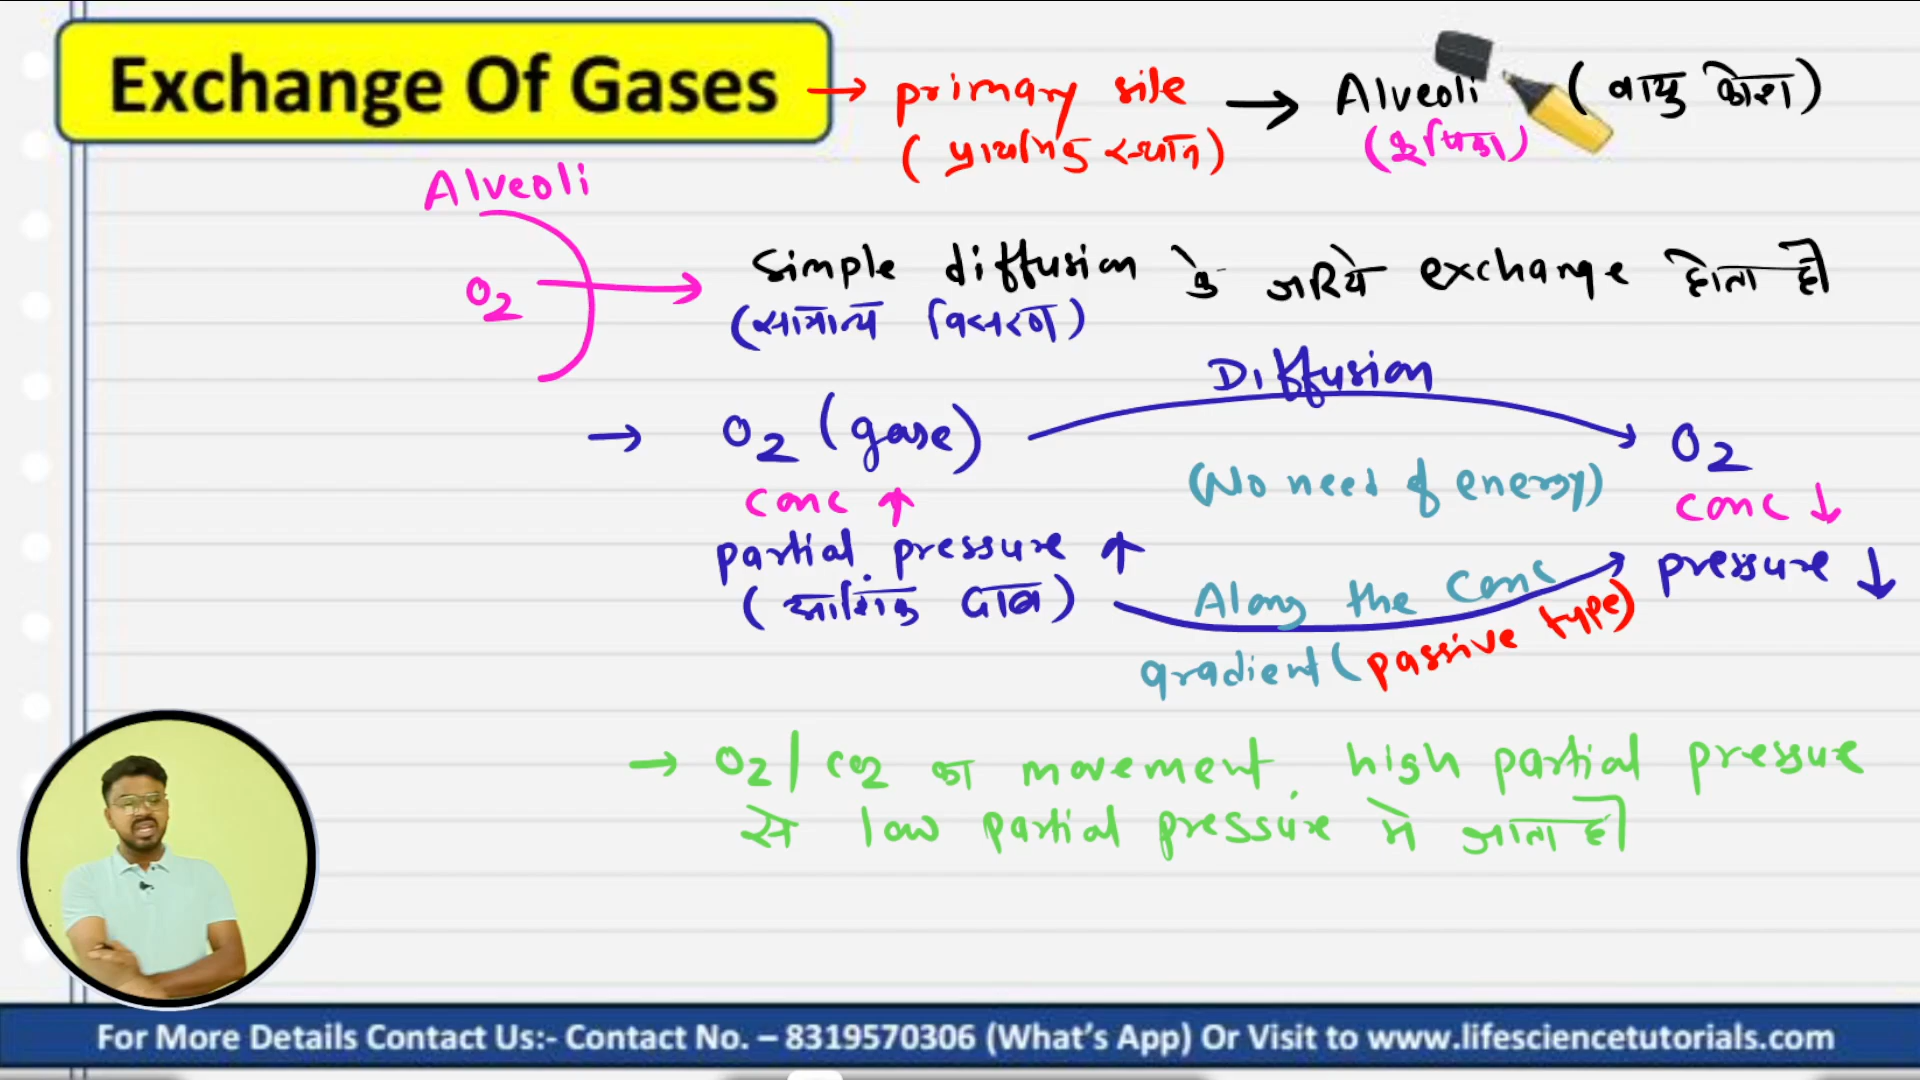 Exchange Of Gases → primary site → Alveoli (वायु कोश)
(प्राथमिक स्थान) (कूपिका)
Alveoli
O2 → Simple diffusion के जरिये exchange होता है
(सामान्य विसरण)
Diffusion
→ O2 (gase) O2
(No need of energy)
conc ↑ conc ↓
partial pressure ↑ pressure ↓
(आंशिक दाब) Along the conc
gradient (passive type)
→ O2 | CO2 का movement high partial pressure
से low partial pressure में जाता है
For More Details Contact Us:- Contact No. – 8319570306 (What's App) Or Visit to www.lifesciencetutorials.com